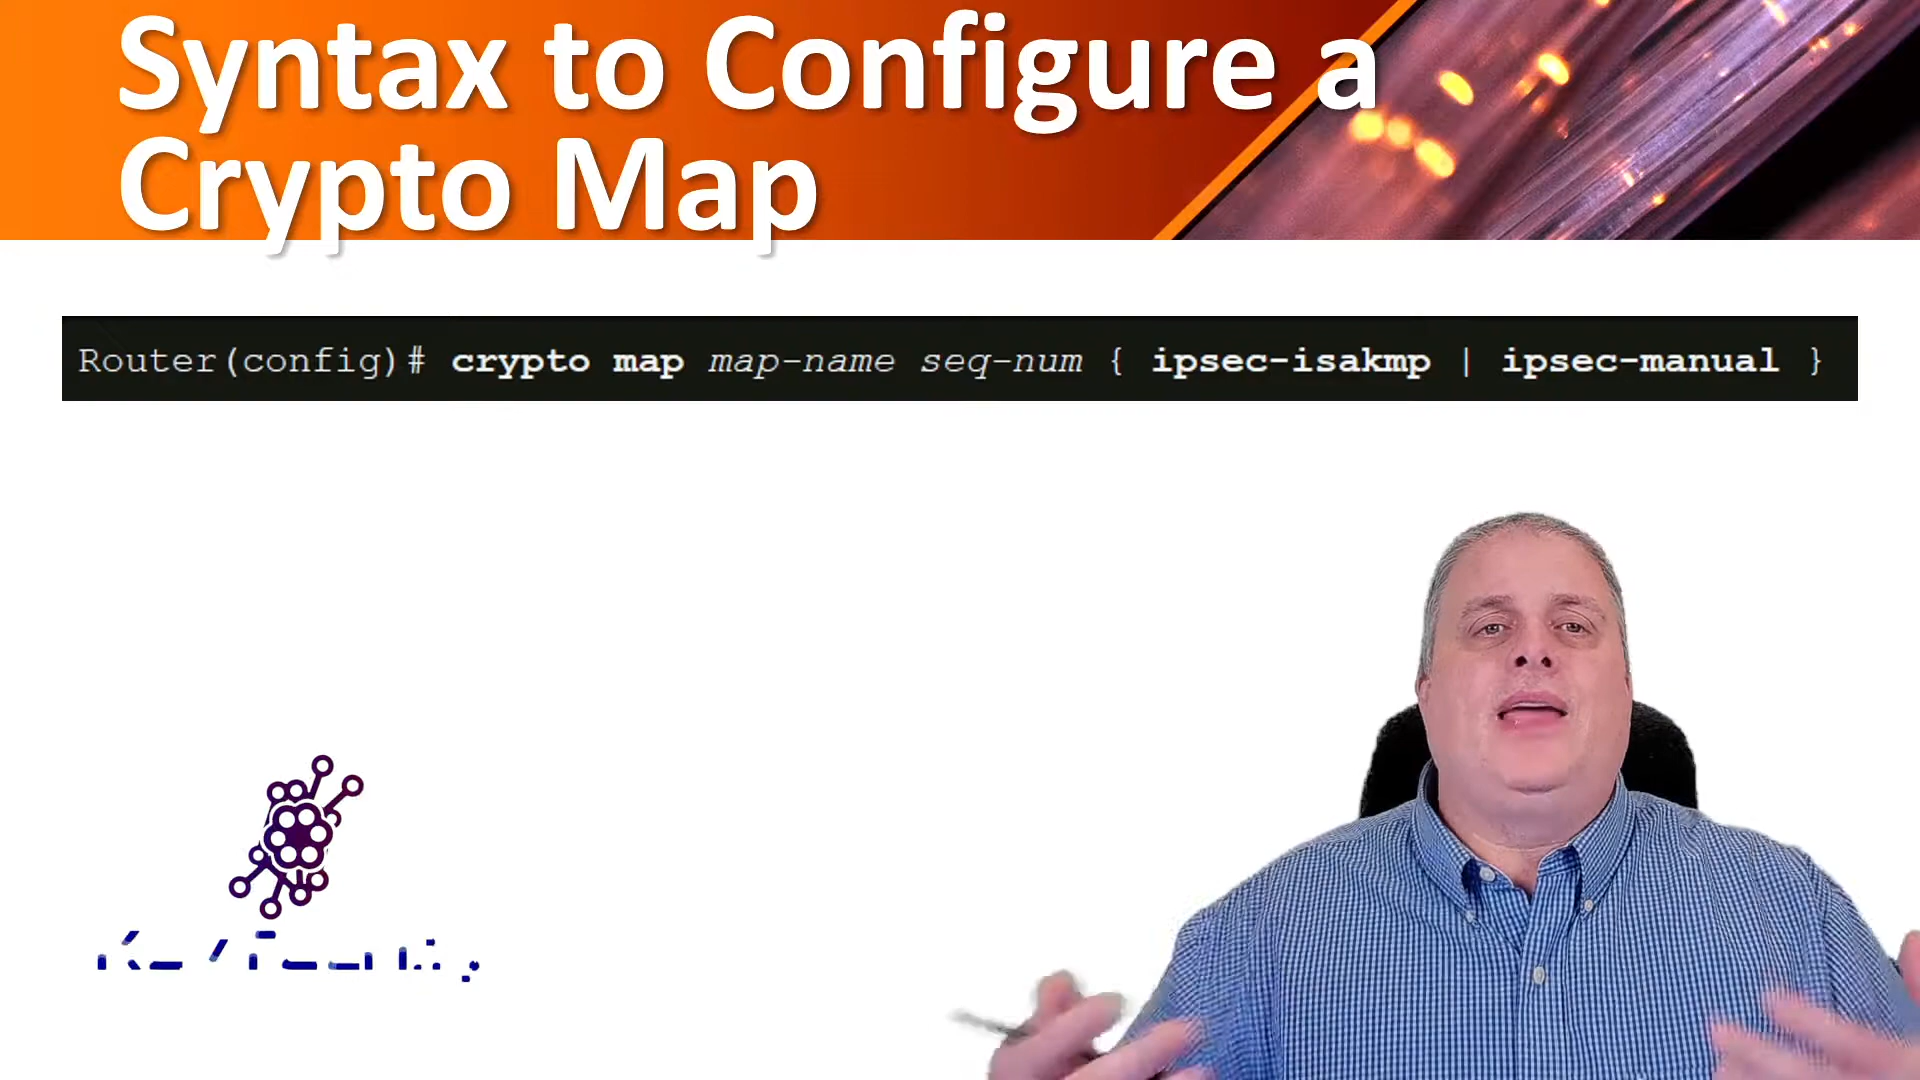 Syntax to Configure a
Crypto Map
Router(config)# crypto map map-name seq-num { ipsec-isakmp | ipsec-manual }